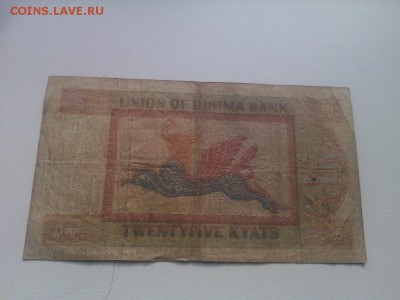 COINS.LAVE.RU
UNION OF BURMA BANK
TWENTYFIVE KYATS